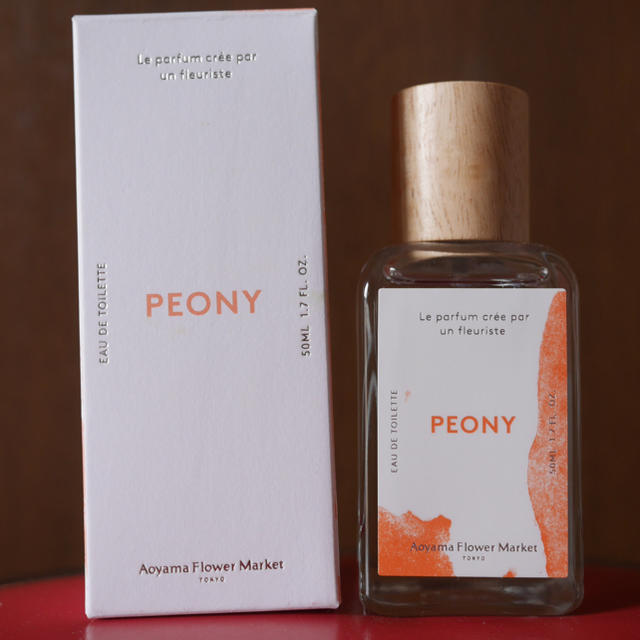 Le parfum crée par
un fleuriste
EAU DE TOILETTE
PEONY
50ML 1.7 FL. OZ.
Aoyama Flower Market
TOKYO
Le parfum crée par
un fleuriste
EAU DE TOILETTE
PEONY
50ML 1.7 FL. OZ.
Aoyama Flower Market
TOKYO